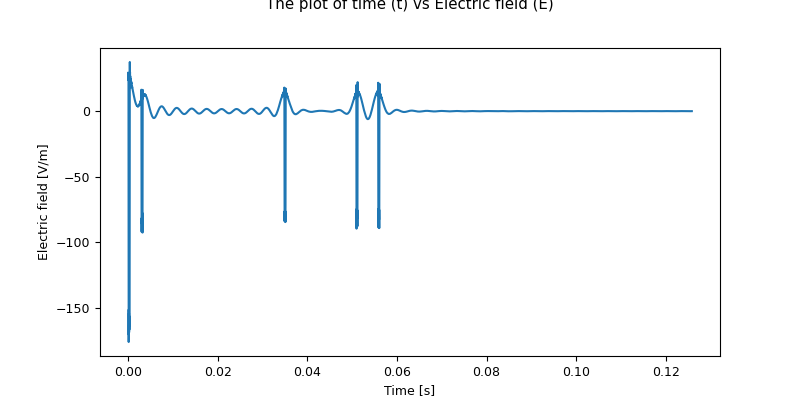 The plot of time (t) vs Electric field (E)
0
−50
−100
−150
Electric field [V/m]
0.00 0.02 0.04 0.06 0.08 0.10 0.12
Time [s]